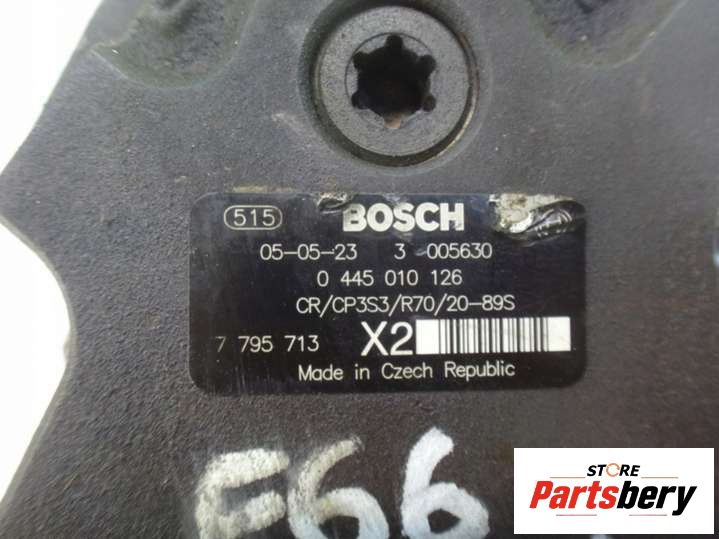 515 BOSCH
05-05-23 3 005630
0 445 010 126
CR/CP3S3/R70/20-89S
7 795 713 X2
Made in Czech Republic
E66
STORE
Partsbery